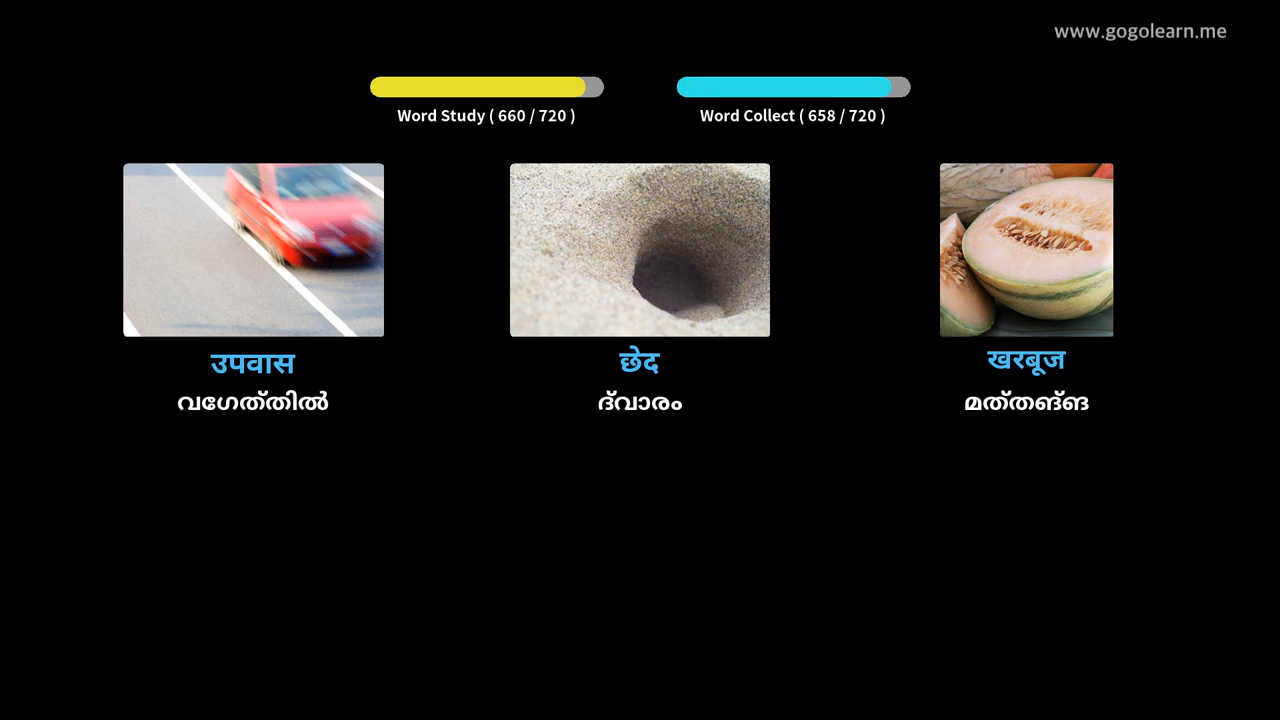 www.gogolearn.me
Word Study ( 660 / 720 )
Word Collect ( 658 / 720 )
उपवास
വഗേത്തിൽ
छेद
ദ്വാരം
खरबूज
മത്തങ്ങ